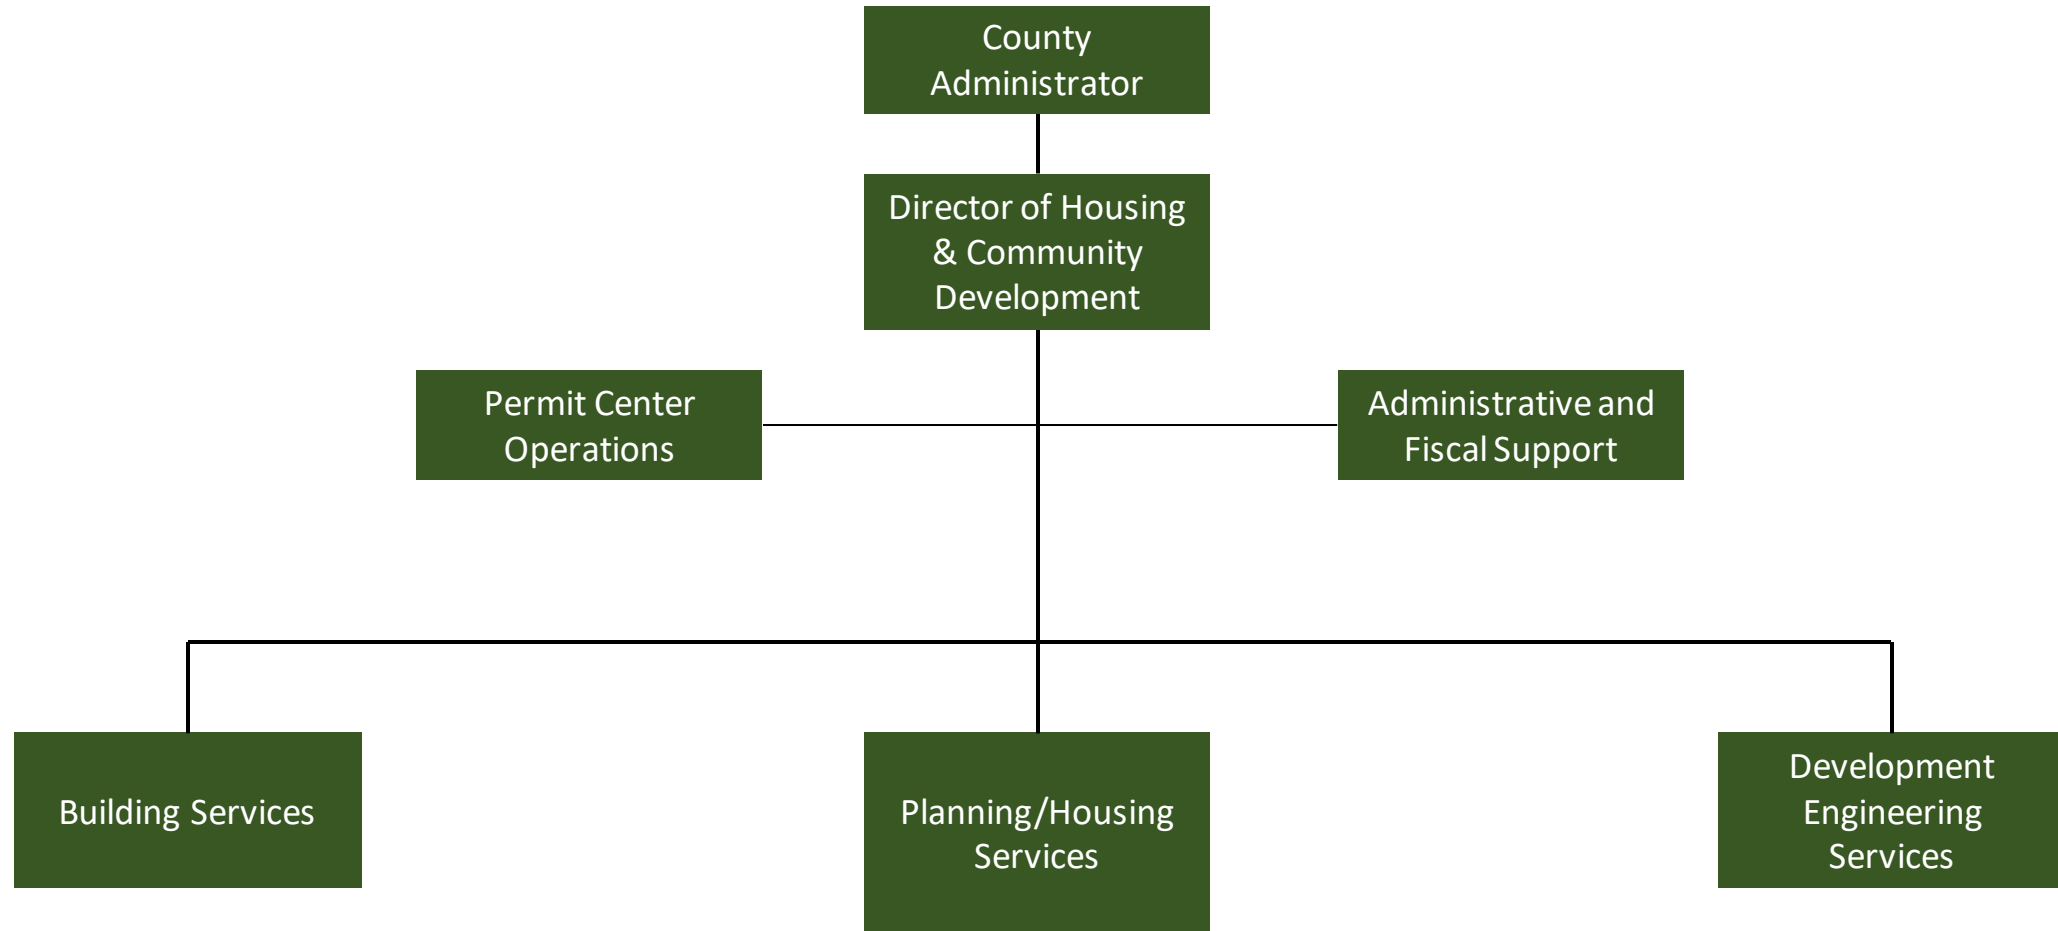 County
Administrator
Director of Housing
& Community
Development
Permit Center
Operations
Administrative and
Fiscal Support
Building Services
Planning/Housing
Services
Development
Engineering
Services